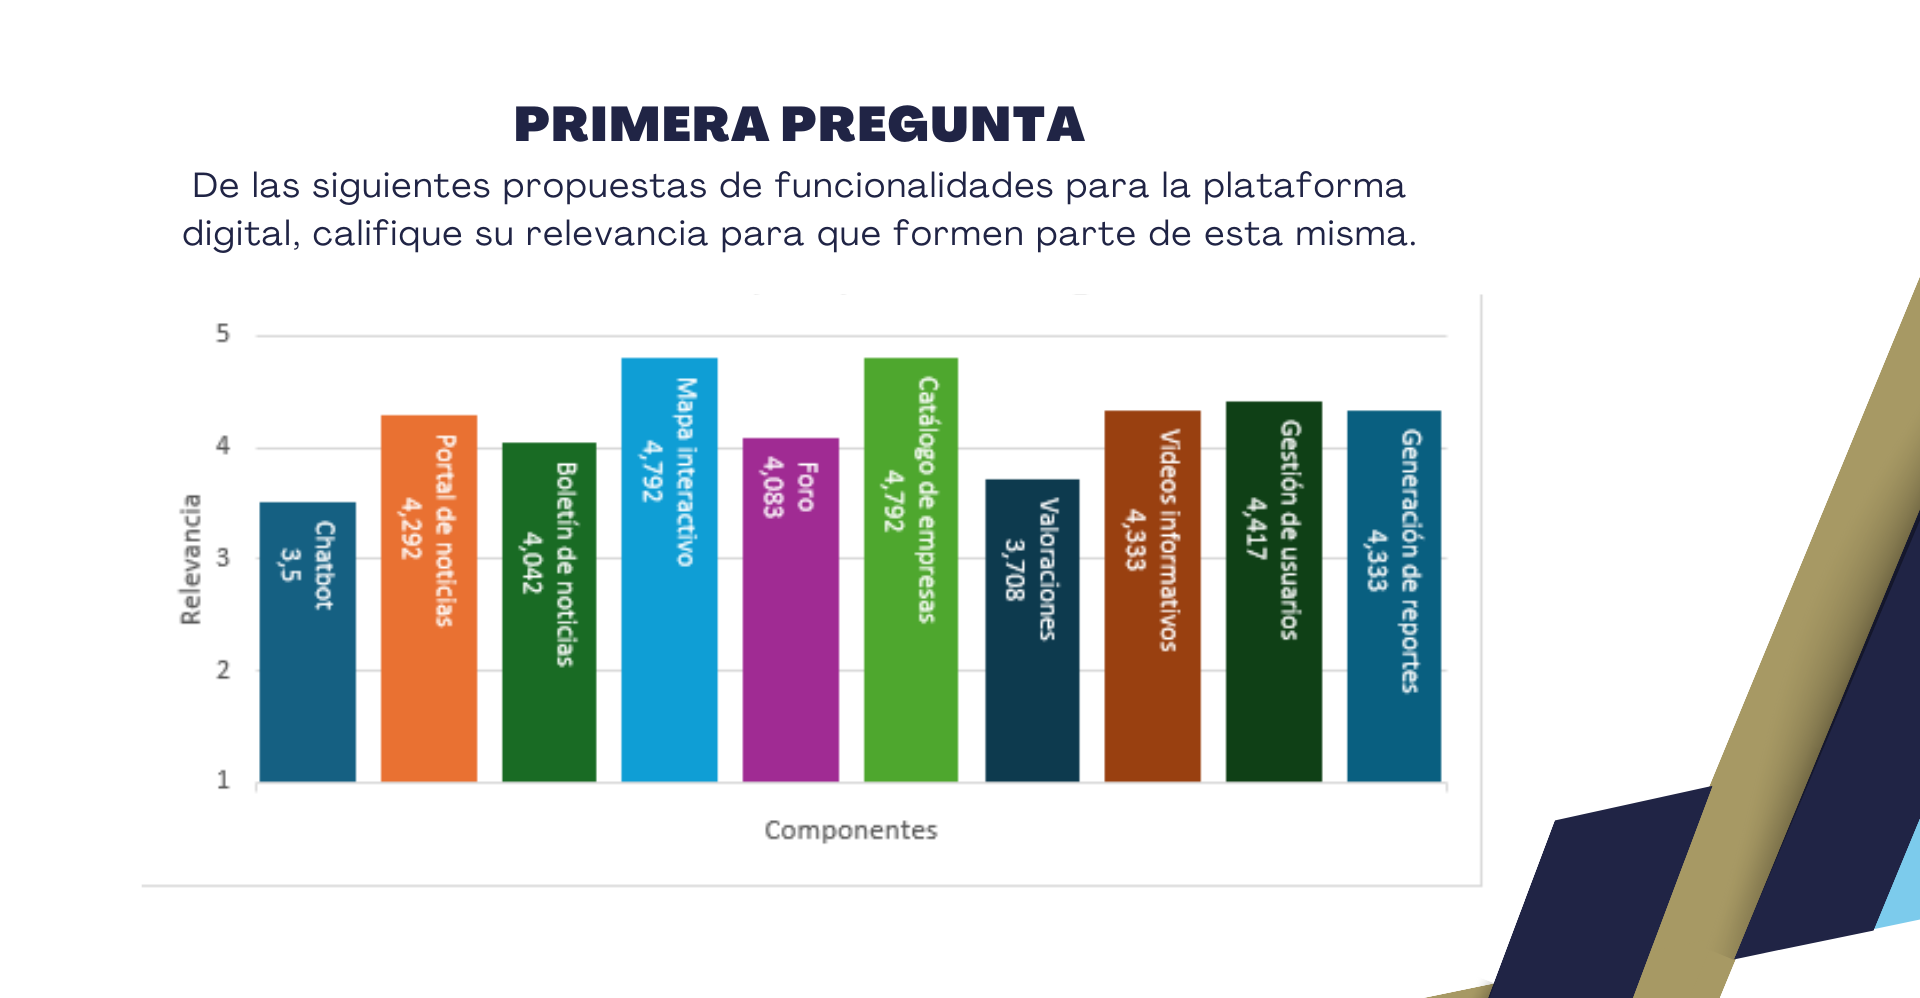 PRIMERA PREGUNTA
De las siguientes propuestas de funcionalidades para la plataforma
digital, califique su relevancia para que formen parte de esta misma.
5
4
3
2
1
Relevancia
Chatbot
3,5
Portal de noticias
4,292
Boletín de noticias
4,042
Mapa interactivo
4,792
Foro
4,083
Catálogo de empresas
4,792
Valoraciones
3,708
Videos informativos
4,333
Gestión de usuarios
4,417
Generación de reportes
4,333
Componentes